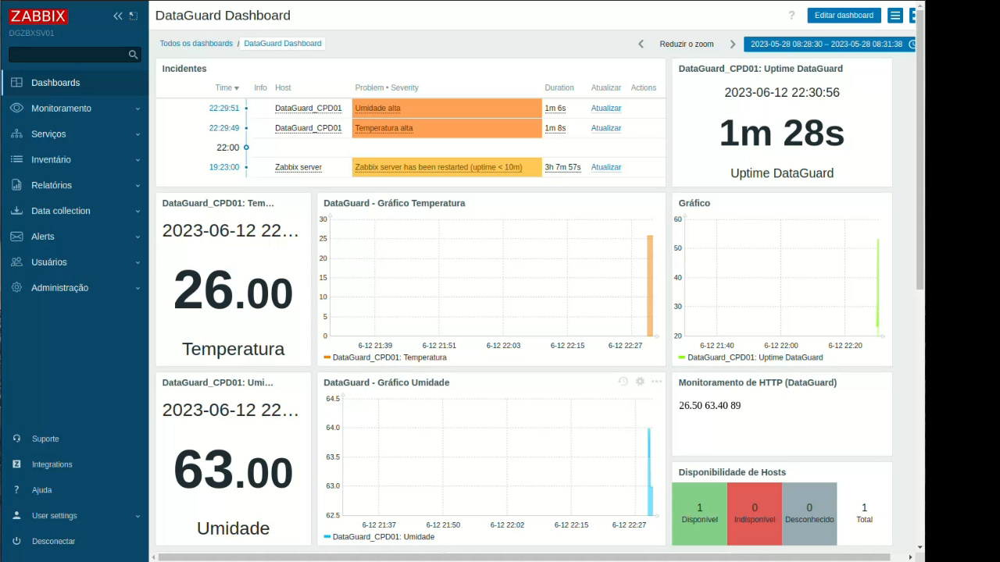 ZABBIX
DGZBXSV01
Dashboards
Monitoramento
Serviços
Inventário
Relatórios
Data collection
Alerts
Usuários
Administração
Suporte
Integrations
Ajuda
User settings
Desconectar
DataGuard Dashboard
? Editar dashboard
Todos os dashboards / DataGuard Dashboard
Reduzir o zoom
2023-05-28 08:28:30 – 2023-05-28 08:31:38
Incidentes
Time Info Host Problem • Severity Duration Atualizar Actions
22:29:51 DataGuard_CPD01 Umidade alta 1m 6s Atualizar
22:29:49 DataGuard_CPD01 Temperatura alta 1m 8s Atualizar
22:00
19:23:00 Zabbix server Zabbix server has been restarted (uptime < 10m) 3h 7m 57s Atualizar
DataGuard_CPD01: Uptime DataGuard
2023-06-12 22:30:56
1m 28s
Uptime DataGuard
DataGuard_CPD01: Tem…
2023-06-12 22…
26.00
Temperatura
DataGuard - Gráfico Temperatura
30
25
20
15
10
5
0
6-12 21:39 6-12 21:51 6-12 22:03 6-12 22:15 6-12 22:27
DataGuard_CPD01: Temperatura
Gráfico
60
50
40
30
20
6-12 21:40 6-12 22:00 6-12 22:20
DataGuard_CPD01: Uptime DataGuard
DataGuard_CPD01: Umi…
2023-06-12 22…
63.00
Umidade
DataGuard - Gráfico Umidade
64.5
64.0
63.5
63.0
62.5
6-12 21:37 6-12 21:50 6-12 22:02 6-12 22:14 6-12 22:27
DataGuard_CPD01: Umidade
Monitoramento de HTTP (DataGuard)
26.50 63.40 89
Disponibilidade de Hosts
1 0 0 1
Disponível Indisponível Desconhecido Total